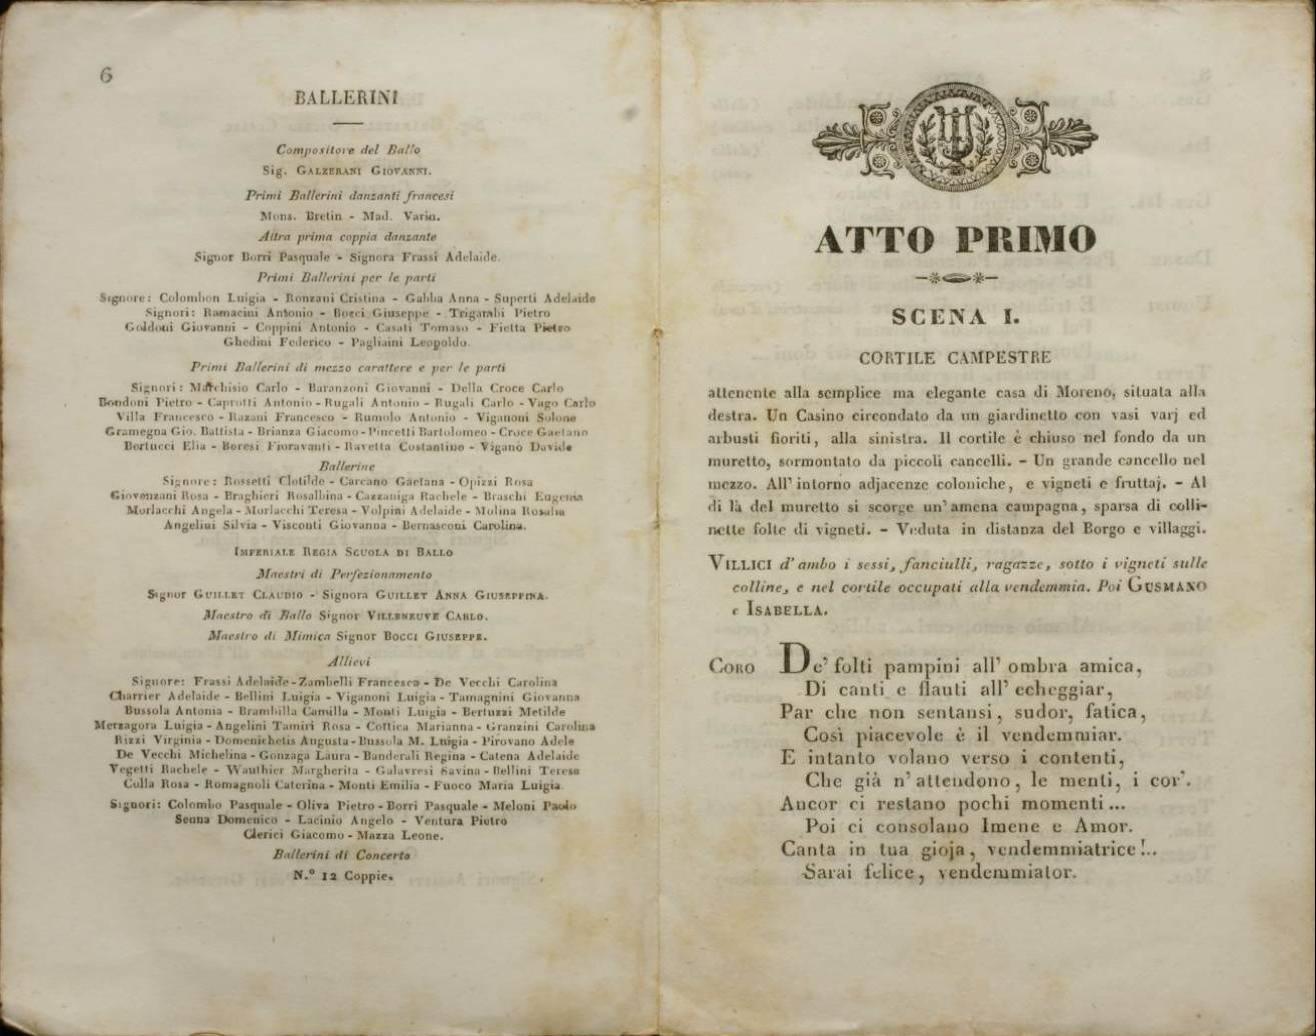 6
BALLERINI
Compositore del Ballo
Sig. GALZERANI GIOVANNI.
Primi Ballerini danzanti francesi
Mons. Bretin - Mad. Varin.
Altra prima coppia danzante
Signor Borri Pasquale - Signora Frassi Adelaide.
Primi Ballerini per le parti
Signore: Colombon Luigia - Ronzani Cristina - Gabba Anna - Superti Adelaide
Signori: Ramacini Antonio - Bocci Giuseppe - Trigambi Pietro
Goldoni Giovanni - Coppini Antonio - Casati Tomaso - Fietta Pietro
Ghedini Federico - Pagliaini Leopoldo.
Primi Ballerini di mezzo carattere e per le parti
Signori: Marchisio Carlo - Baranzoni Giovanni - Della Croce Carlo
Bondoni Pietro - Caprotti Antonio - Rugali Antonio - Rugali Carlo - Vago Carlo
Villa Francesco - Razani Francesco - Rumolo Antonio - Viganoni Solone
Gramegna Gio. Battista - Brianza Giacomo - Pincetti Bartolomeo - Croce Gaetano
Bertucci Elia - Boresi Fioravanti - Ravetta Costantino - Viganò Davide
Ballerine
Signore: Rossetti Clotilde - Carcano Gaetana - Opizzi Rosa
Giovenzani Rosa - Braghieri Rosalbina - Cazzaniga Rachele - Braschi Eugenia
Morlacchi Angela - Morlacchi Teresa - Volpini Adelaide - Molina Rosalia
Angelini Silvia - Visconti Giovanna - Bernasconi Carolina.
IMPERIALE REGIA SCUOLA DI BALLO
Maestri di Perfezionamento
Signor GUILLET CLAUDIO - Signora GUILLET ANNA GIUSEPPINA.
Maestro di Ballo Signor VILLENEUVE CARLO.
Maestro di Mimica Signor BOCCI GIUSEPPE.
Allievi
Signore: Frassi Adelaide - Zambelli Francesca - De Vecchi Carolina
Charrier Adelaide - Bellini Luigia - Viganoni Luigia - Tamagnini Giovanna
Bussola Antonia - Brambilla Camilla - Monti Luigia - Bertuzzi Metilde
Merzagora Luigia - Angelini Tamiri Rosa - Cottica Marianna - Granzini Carolina
Rizzi Virginia - Domenichetis Augusta - Bussola M. Luigia - Pirovano Adele
De Vecchi Michelina - Gonzaga Laura - Banderali Regina - Catena Adelaide
Vegetti Rachele - Wauthier Margherita - Galavresi Savina - Bellini Teresa
Culla Rosa - Romagnoli Caterina - Monti Emilia - Fuoco Maria Luigia
Signori: Colombo Pasquale - Oliva Pietro - Borri Pasquale - Meloni Paolo
Senna Domenico - Lacinio Angelo - Ventura Pietro
Clerici Giacomo - Mazza Leone.
Ballerini di Concerto
N.° 12 Coppie.
ATTO PRIMO
SCENA I.
CORTILE CAMPESTRE
attenente alla semplice ma elegante casa di Moreno, situata alla
destra. Un Casino circondato da un giardinetto con vasi varj ed
arbusti fioriti, alla sinistra. Il cortile è chiuso nel fondo da un
muretto, sormontato da piccoli cancelli. - Un grande cancello nel
mezzo. All' intorno adjacenze coloniche, e vigneti e fruttaj. - Al
di là del muretto si scorge un' amena campagna, sparsa di colli-
nette folte di vigneti. - Veduta in distanza del Borgo e villaggi.
VILLICI d' ambo i sessi, fanciulli, ragazze, sotto i vigneti sulle
colline, e nel cortile occupati alla vendemmia. Poi GUSMANO
e ISABELLA.
CORO De' folti pampini all' ombra amica,
Di canti e flauti all' echeggiar,
Par che non sentansi, sudor, fatica,
Così piacevole è il vendemmiar.
E intanto volano verso i contenti,
Che già n' attendono, le menti, i cor'.
Ancor ci restano pochi momenti...
Poi ci consolano Imene e Amor.
Canta in tua gioja, vendemmiatrice!..
Sarai felice, vendemmiator.